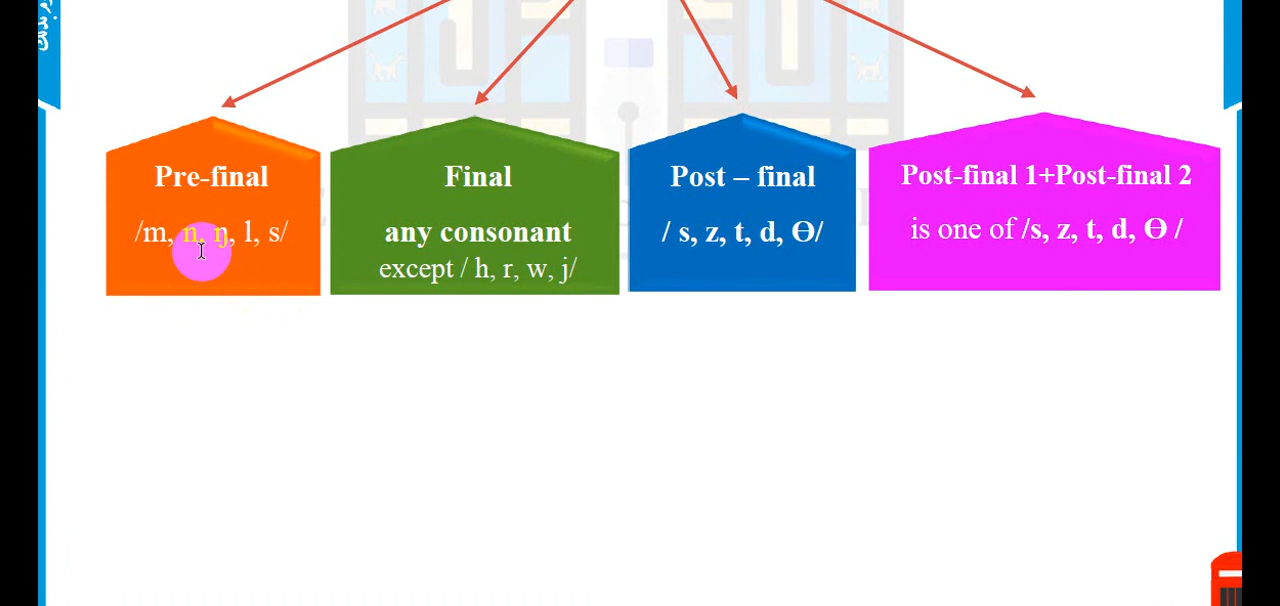 Pre-final
/m, n, ŋ, l, s/
Final
any consonant
except / h, r, w, j/
Post – final
/ s, z, t, d, Ɵ/
Post-final 1+Post-final 2
is one of /s, z, t, d, Ɵ /